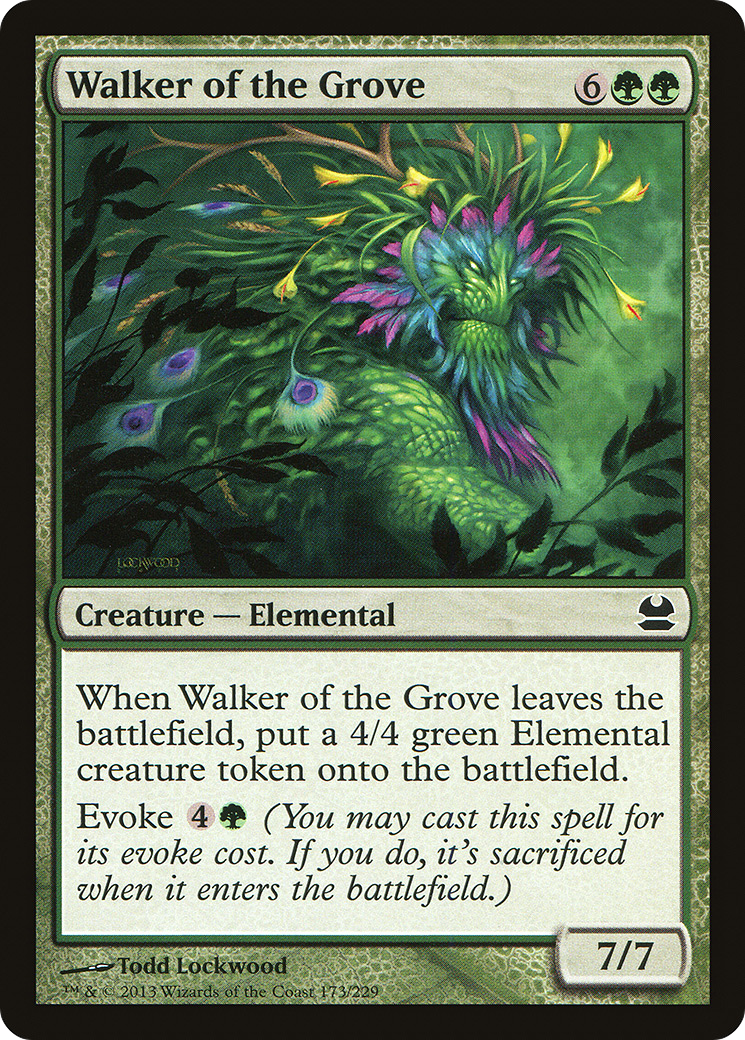 Walker of the Grove 6
LOCKWOOD
Creature — Elemental
When Walker of the Grove leaves the
battlefield, put a 4/4 green Elemental
creature token onto the battlefield.
Evoke 4 (You may cast this spell for
its evoke cost. If you do, it's sacrificed
when it enters the battlefield.)
7/7
Todd Lockwood
™ & © 2013 Wizards of the Coast 173/229